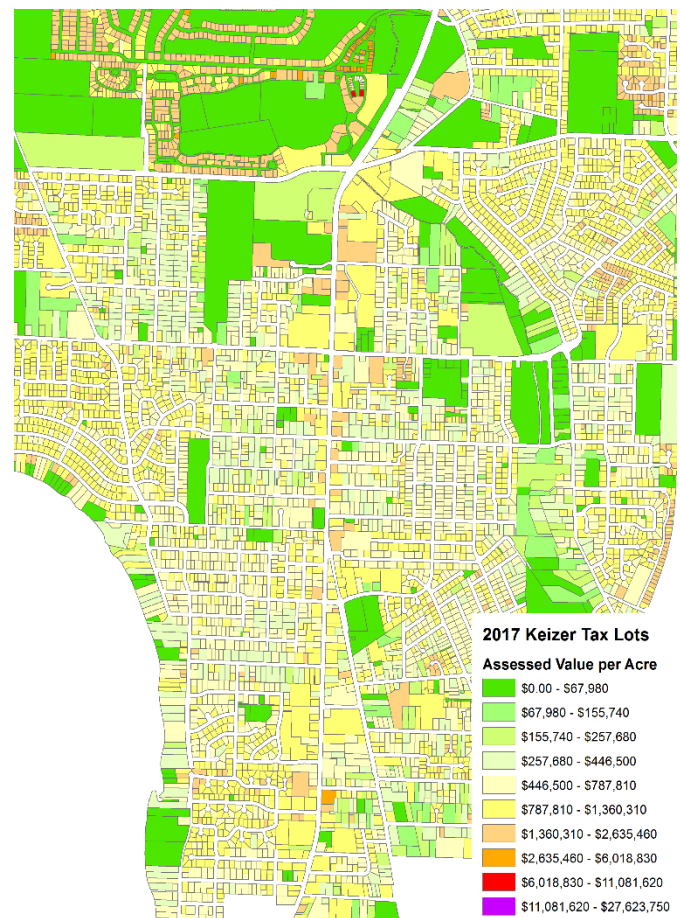 2017 Keizer Tax Lots
Assessed Value per Acre
$0.00 - $67,980
$67,980 - $155,740
$155,740 - $257,680
$257,680 - $446,500
$446,500 - $787,810
$787,810 - $1,360,310
$1,360,310 - $2,635,460
$2,635,460 - $6,018,830
$6,018,830 - $11,081,620
$11,081,620 - $27,623,750